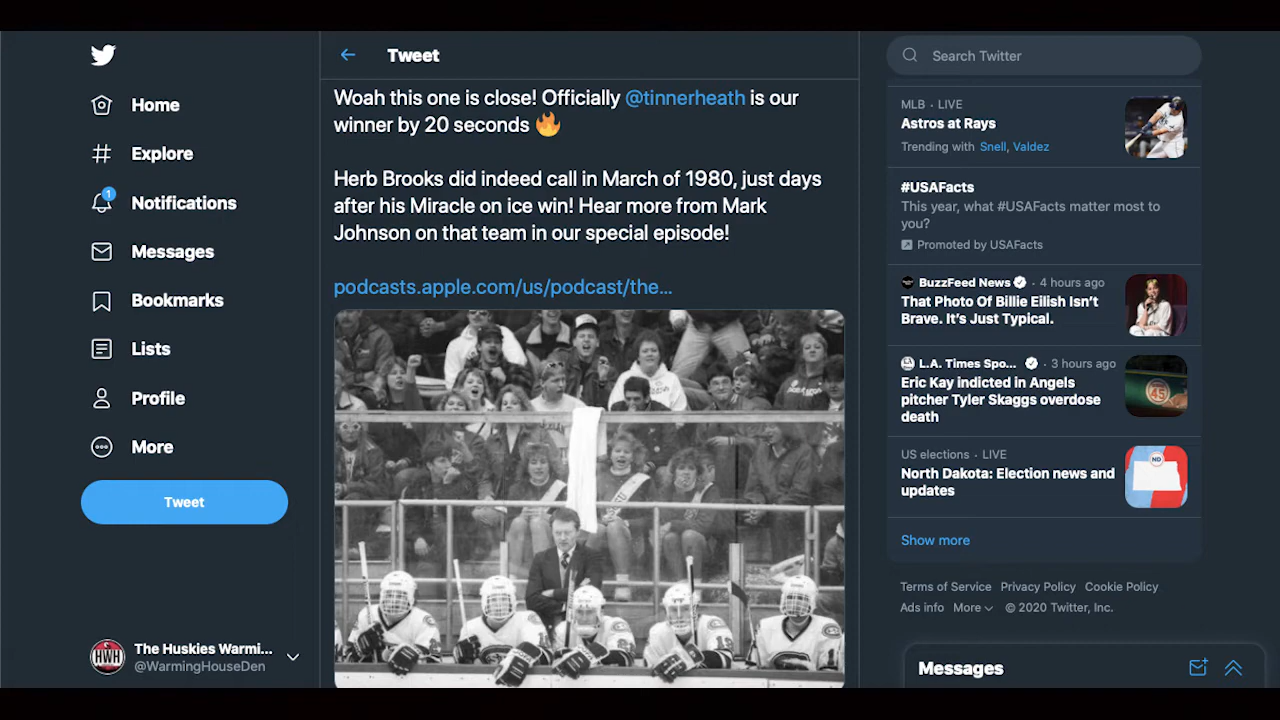 Home
Explore
1
Notifications
Messages
Bookmarks
Lists
Profile
More
Tweet
HWH
The Huskies Warmi...
@WarmingHouseDen
Tweet
Woah this one is close! Officially @tinnerheath is our
winner by 20 seconds 🔥
Herb Brooks did indeed call in March of 1980, just days
after his Miracle on ice win! Hear more from Mark
Johnson on that team in our special episode!
podcasts.apple.com/us/podcast/the...
Search Twitter
MLB · LIVE
Astros at Rays
Trending with Snell, Valdez
#USAFacts
This year, what #USAFacts matter most to
you?
Promoted by USAFacts
BuzzFeed News · 4 hours ago
That Photo Of Billie Eilish Isn't
Brave. It's Just Typical.
L.A. Times Spo... · 3 hours ago
Eric Kay indicted in Angels
pitcher Tyler Skaggs overdose
death
45
US elections · LIVE
North Dakota: Election news and
updates
ND
Show more
Terms of Service Privacy Policy Cookie Policy
Ads info More © 2020 Twitter, Inc.
Messages